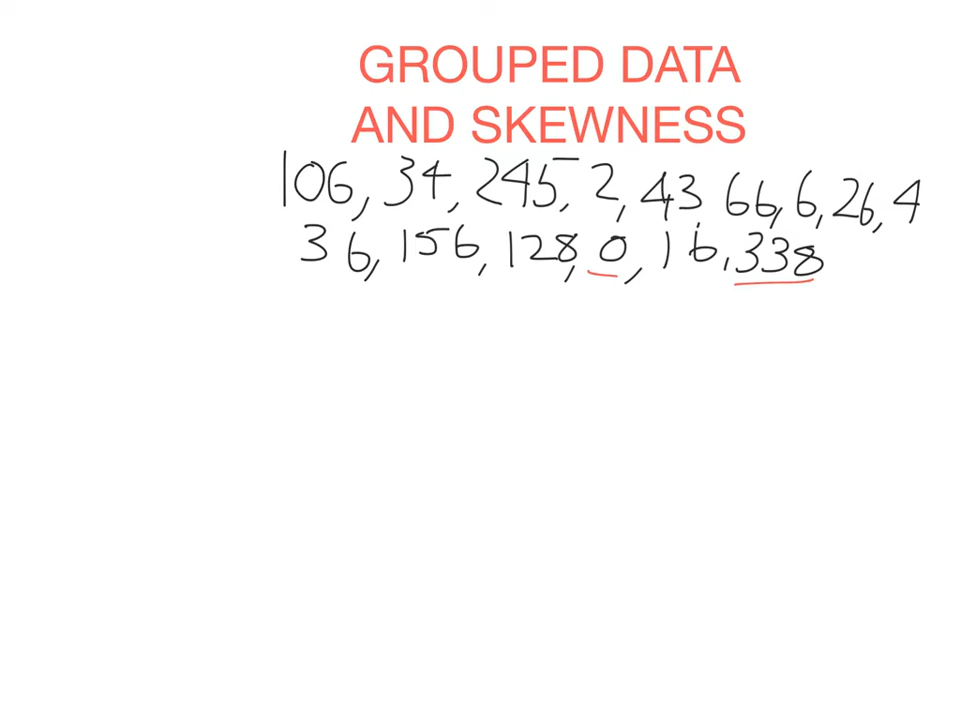 GROUPED DATA
AND SKEWNESS
106, 34, 245, 2, 43 66, 6, 26, 4
36, 156, 128, 0, 16, 338